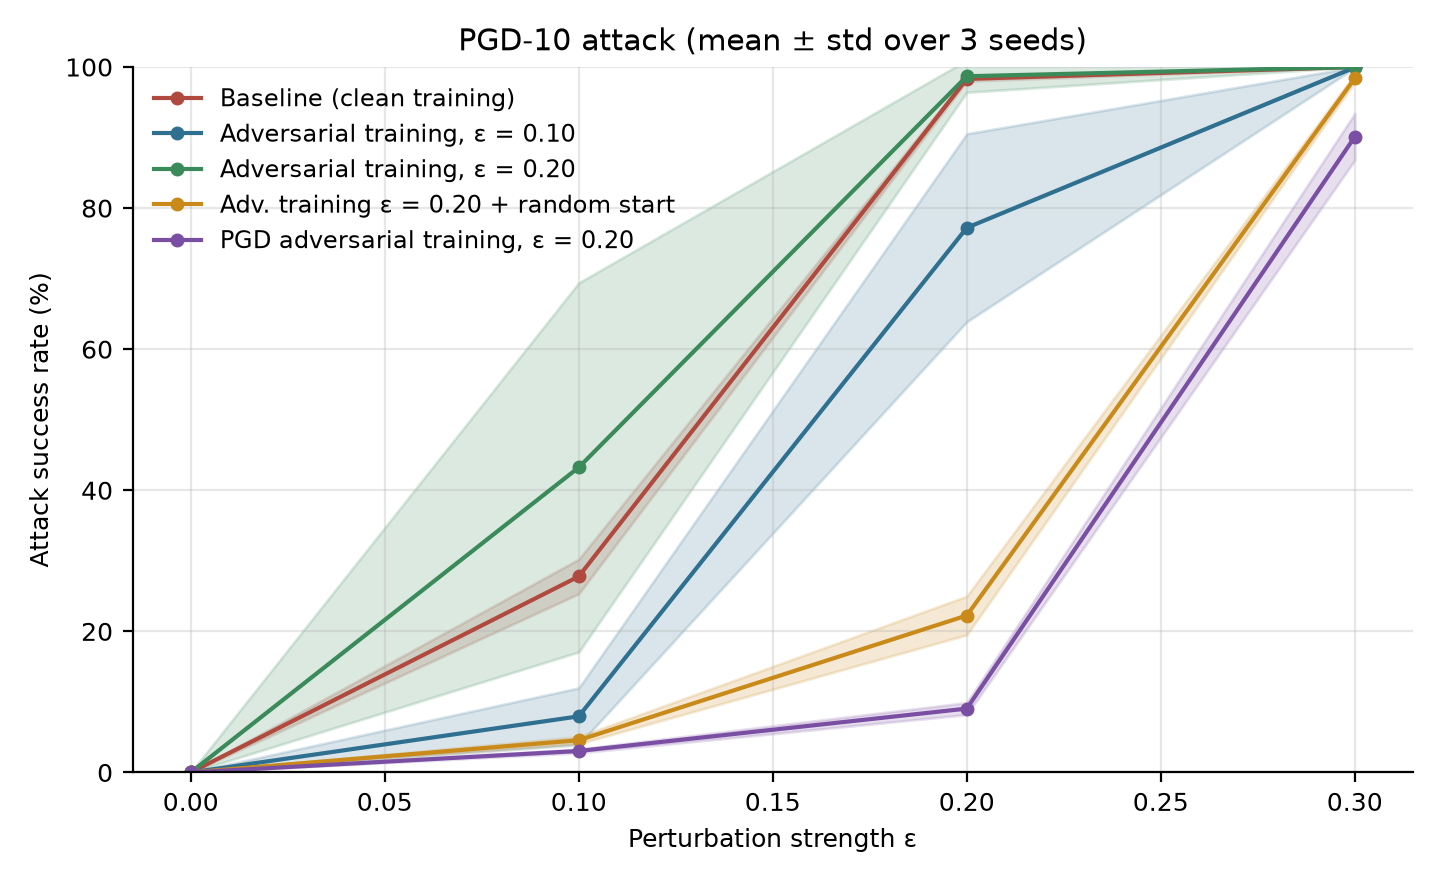 PGD-10 attack (mean ± std over 3 seeds)
100
80
60
40
20
0
Attack success rate (%)
Baseline (clean training)
Adversarial training, ε = 0.10
Adversarial training, ε = 0.20
Adv. training ε = 0.20 + random start
PGD adversarial training, ε = 0.20
0.00 0.05 0.10 0.15 0.20 0.25 0.30
Perturbation strength ε